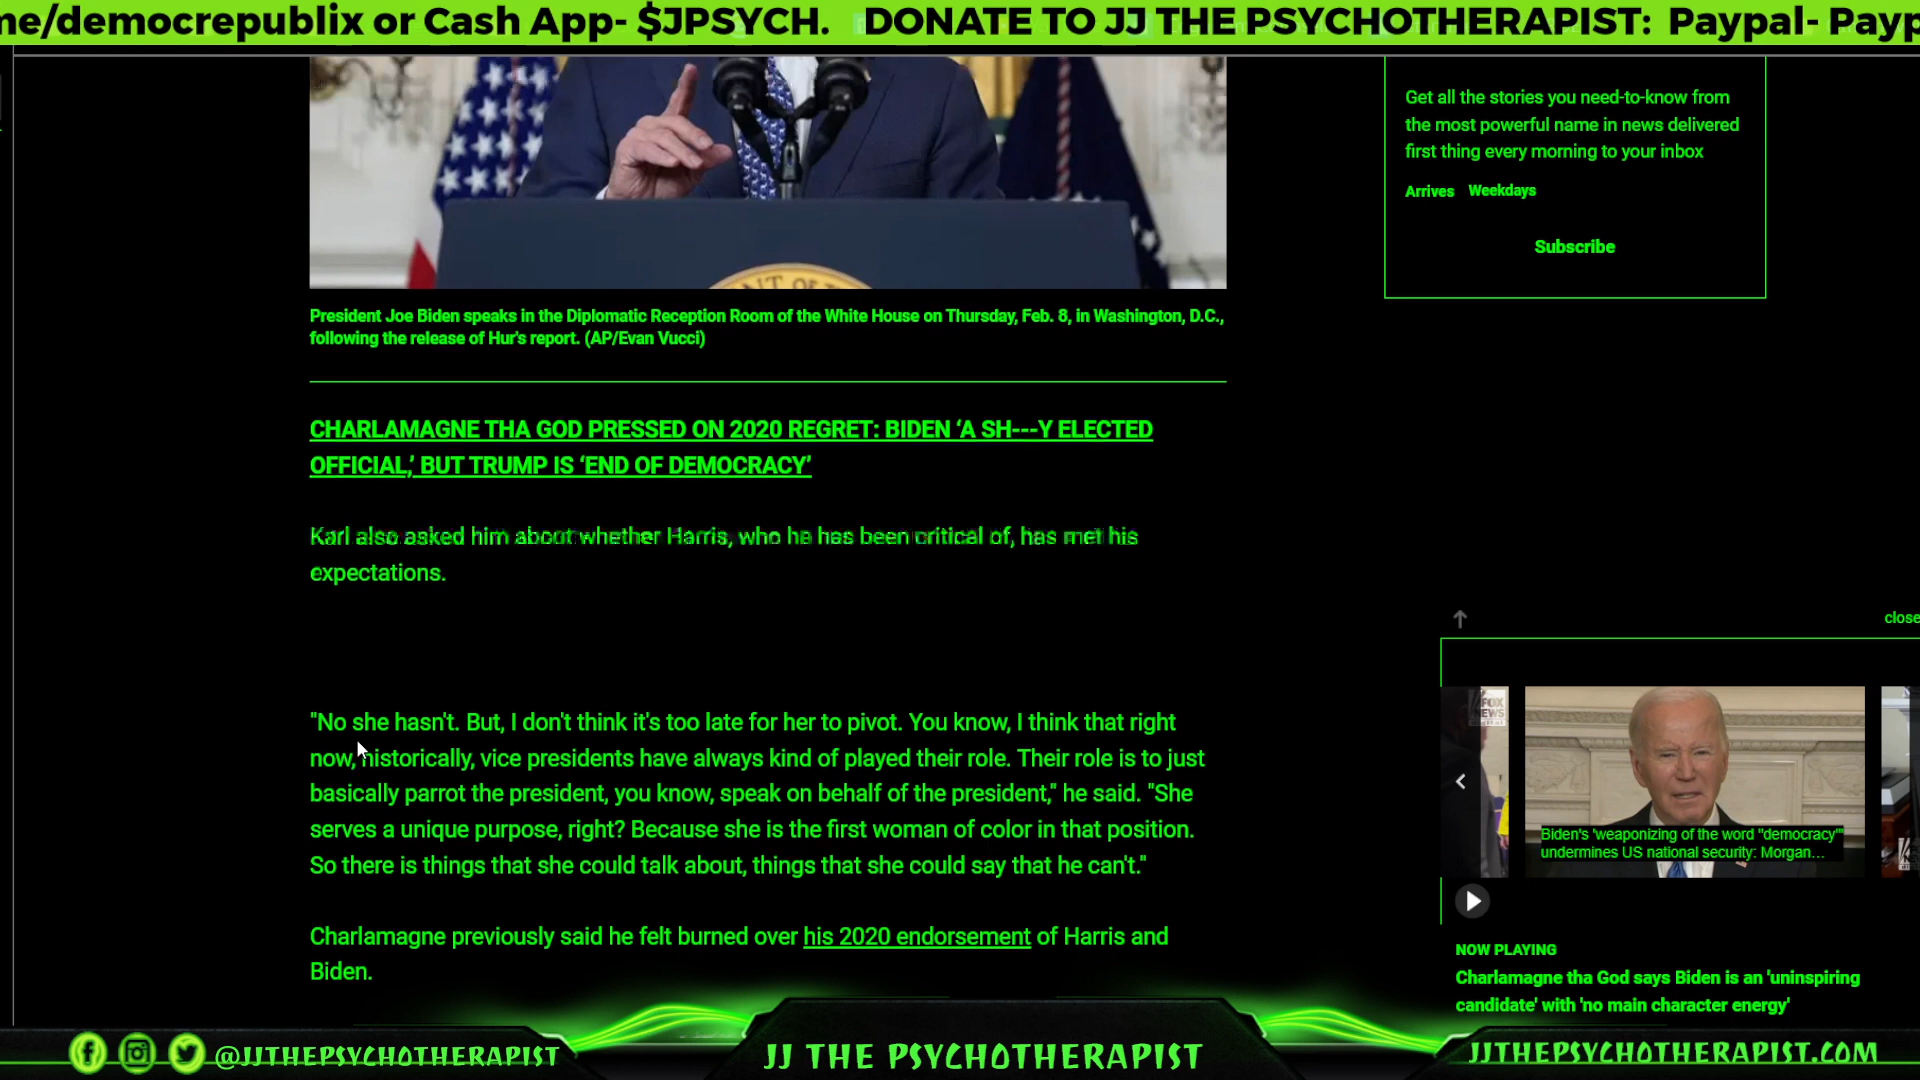 me/democrepublix or Cash App- $JPSYCH. DONATE TO JJ THE PSYCHOTHERAPIST: Paypal- Payp
Get all the stories you need-to-know from
the most powerful name in news delivered
first thing every morning to your inbox
Arrives Weekdays
Subscribe
NT OF
President Joe Biden speaks in the Diplomatic Reception Room of the White House on Thursday, Feb. 8, in Washington, D.C.,
following the release of Hur's report. (AP/Evan Vucci)
CHARLAMAGNE THA GOD PRESSED ON 2020 REGRET: BIDEN ‘A SH---Y ELECTED
OFFICIAL,’ BUT TRUMP IS ‘END OF DEMOCRACY’
Karl also asked him about whether Harris, who he has been critical of, has met his
expectations.
"No she hasn't. But, I don't think it's too late for her to pivot. You know, I think that right
now, historically, vice presidents have always kind of played their role. Their role is to just
basically parrot the president, you know, speak on behalf of the president," he said. "She
serves a unique purpose, right? Because she is the first woman of color in that position.
So there is things that she could talk about, things that she could say that he can't."
Charlamagne previously said he felt burned over his 2020 endorsement of Harris and
Biden.
close
FOX
NEWS
Biden's 'weaponizing of the word "democracy"'
undermines US national security: Morgan...
NOW PLAYING
Charlamagne tha God says Biden is an 'uninspiring
candidate' with 'no main character energy'
@JJTHEPSYCHOTHERAPIST
JJ THE PSYCHOTHERAPIST
JJTHEPSYCHOTHERAPIST.COM